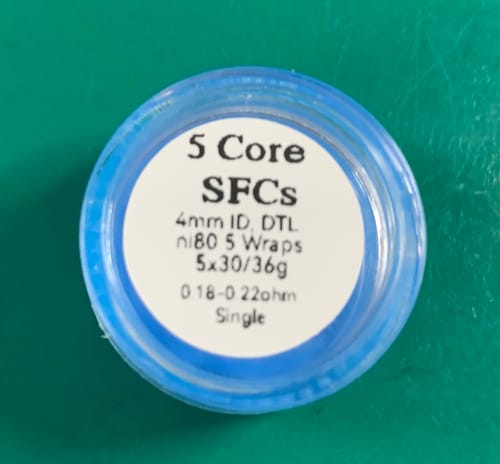 5 Core
SFCs
4mm ID, DTL
ni80 5 Wraps
5x30/36g
0.18-0.22ohm
Single